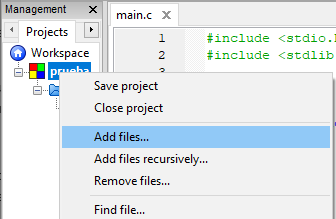 Management
main.c
Projects
Workspace
prueba
1 #include <stdio.
2 #include <stdlib
Save project
Close project
Add files...
Add files recursively...
Remove files...
Find file...